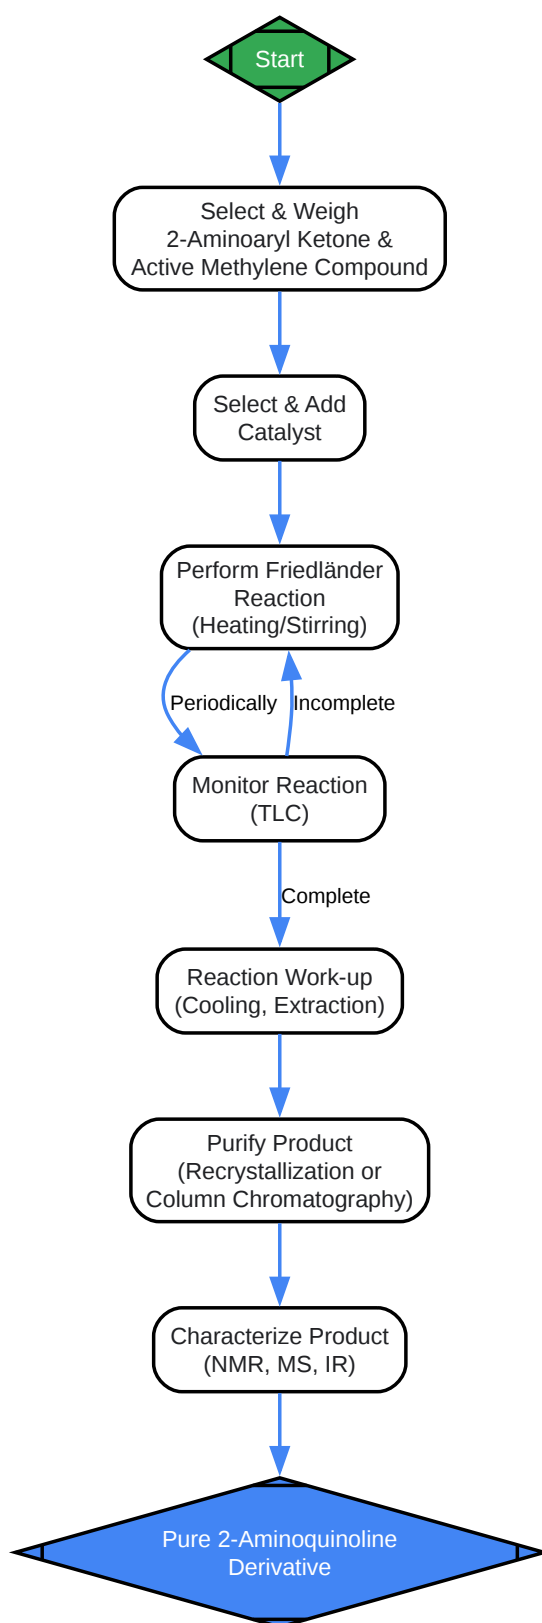 Start
Select & Weigh
2-Aminoaryl Ketone &
Active Methylene Compound
Select & Add
Catalyst
Perform Friedländer
Reaction
(Heating/Stirring)
Periodically
Incomplete
Monitor Reaction
(TLC)
Complete
Reaction Work-up
(Cooling, Extraction)
Purify Product
(Recrystallization or
Column Chromatography)
Characterize Product
(NMR, MS, IR)
Pure 2-Aminoquinoline
Derivative